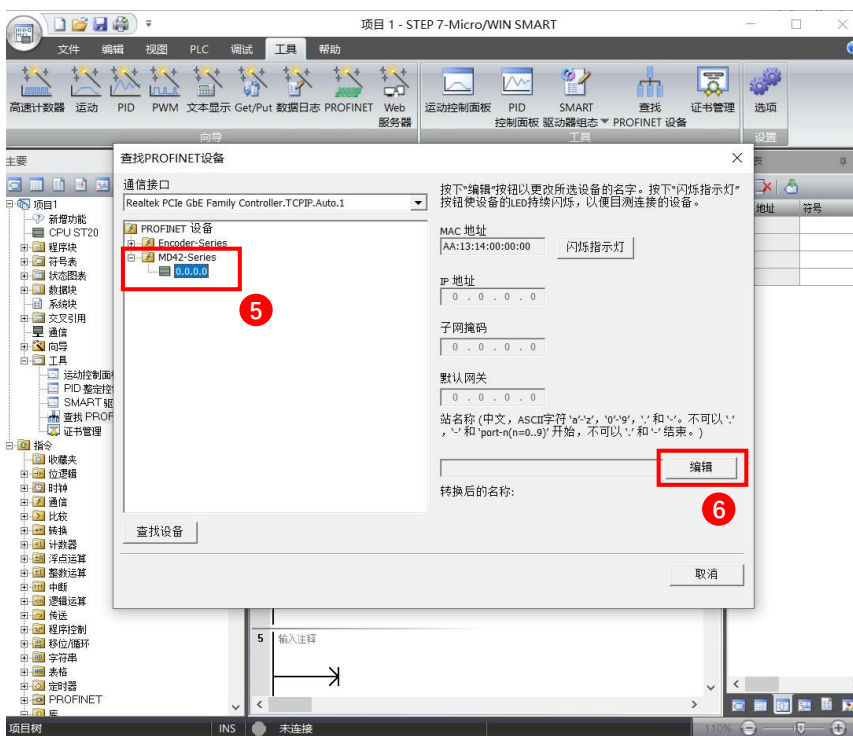 项目 1 - STEP 7-Micro/WIN SMART
文件 编辑 视图 PLC 调试 工具 帮助
高速计数器 运动 PID PWM 文本显示 Get/Put 数据日志 PROFINET Web 服务器
向导
运动控制面板 PID 控制面板 SMART 驱动器组态 查找 PROFINET 设备 证书管理
工具
选项
设置
主要
项目1
新增功能
CPU ST20
程序块
符号表
状态图表
数据块
系统块
交叉引用
通信
向导
工具
运动控制面
PID 整定控
SMART 驱
查找 PROF
证书管理
指令
收藏夹
位逻辑
时钟
通信
比较
转换
计数器
浮点运算
整数运算
中断
逻辑运算
传送
程序控制
移位/循环
字符串
表格
定时器
PROFINET
库
查找PROFINET设备
通信接口
Realtek PCIe GbE Family Controller.TCPIP.Auto.1
PROFINET 设备
Encoder-Series
MD42-Series
0.0.0.0
5
查找设备
按下"编辑"按钮以更改所选设备的名字。按下"闪烁指示灯"
按钮使设备的LED持续闪烁，以便目测连接的设备。
MAC 地址
AA:13:14:00:00:00 闪烁指示灯
IP 地址
0 . 0 . 0 . 0
子网掩码
0 . 0 . 0 . 0
默认网关
0 . 0 . 0 . 0
站名称 (中文，ASCII字符 'a'-'z'，'0'-'9'，'.' 和 '-'。不可以 '.'
，'-' 和 'port-n(n=0..9)' 开始，不可以 '.' 和 '-' 结束。)
编辑
6
转换后的名称:
取消
表
地址 符号
5 输入注释
项目树 INS 未连接 110%